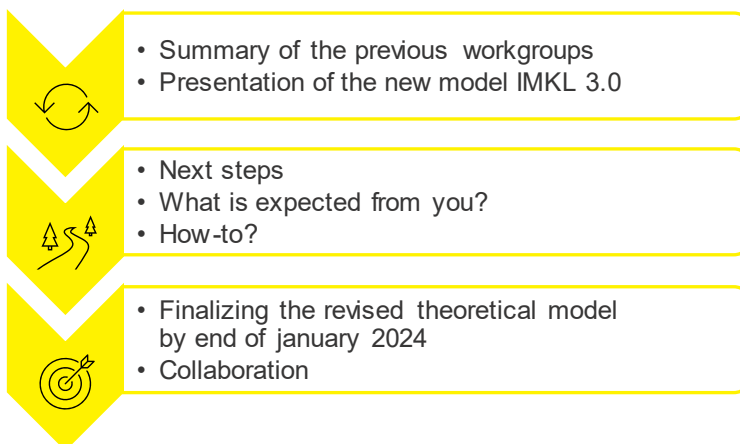 • Summary of the previous workgroups
• Presentation of the new model IMKL 3.0
• Next steps
• What is expected from you?
• How-to?
• Finalizing the revised theoretical model
by end of january 2024
• Collaboration